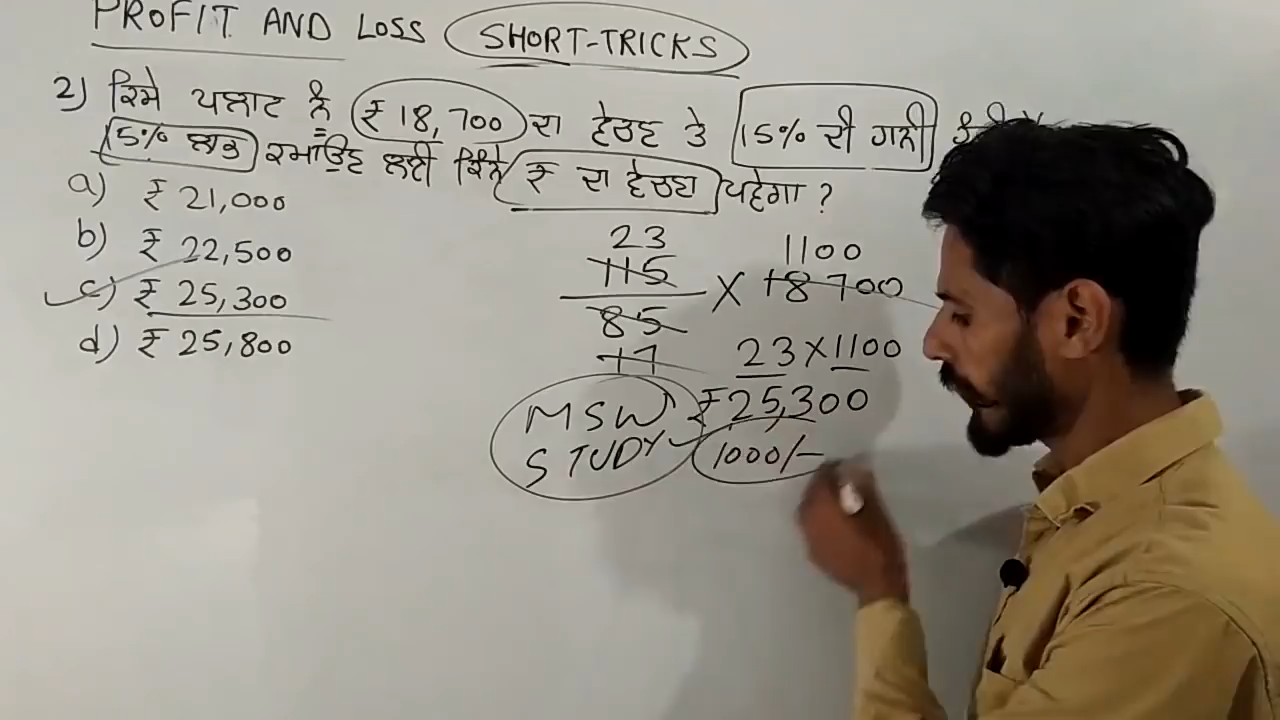 PROFIT AND LOSS SHORT-TRICKS
2) ਕਿਸੇ ਪਲਾਟ ਨੂੰ ₹ 18,700 ਦਾ ਵੇਚਣ ਤੇ 15% ਦੀ ਹਾਨੀ
15% ਲਾਭ ਕਮਾਉਣ ਲਈ ਕਿੰਨੇ ₹ ਦਾ ਵੇਚਣਾ ਪਵੇਗਾ ?
a) ₹ 21,000
b) ₹ 22,500
c) ₹ 25,300
d) ₹ 25,800
23 1100
115 × 18700
85
17 23×1100
₹25,300
MSW
STUDY 1000/-